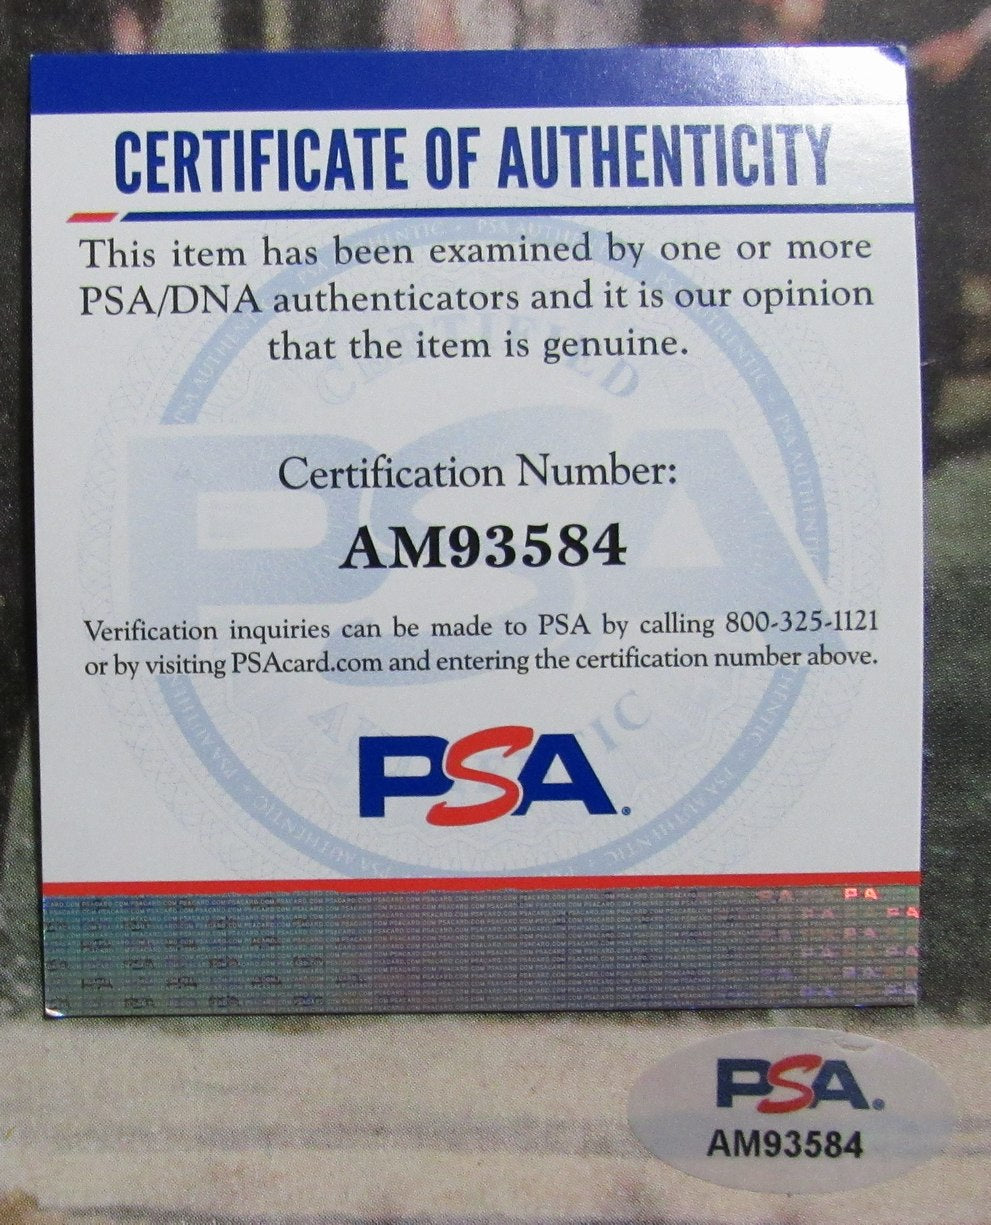 CERTIFICATE OF AUTHENTICITY
This item has been examined by one or more
PSA/DNA authenticators and it is our opinion
that the item is genuine.
Certification Number:
AM93584
Verification inquiries can be made to PSA by calling 800-325-1121
or by visiting PSAcard.com and entering the certification number above.
PSA®
PSA®
AM93584